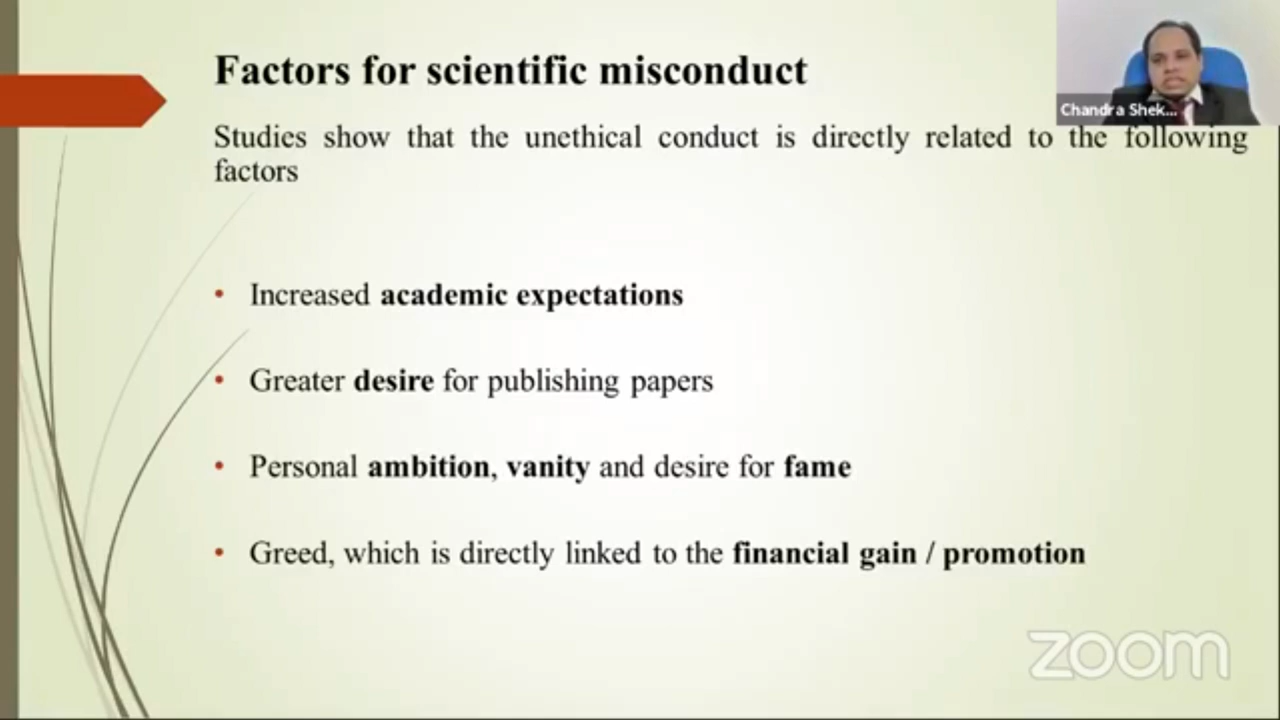 Factors for scientific misconduct
Chandra Shek...
Studies show that the unethical conduct is directly related to the following
factors
• Increased academic expectations
• Greater desire for publishing papers
• Personal ambition, vanity and desire for fame
• Greed, which is directly linked to the financial gain / promotion
zoom